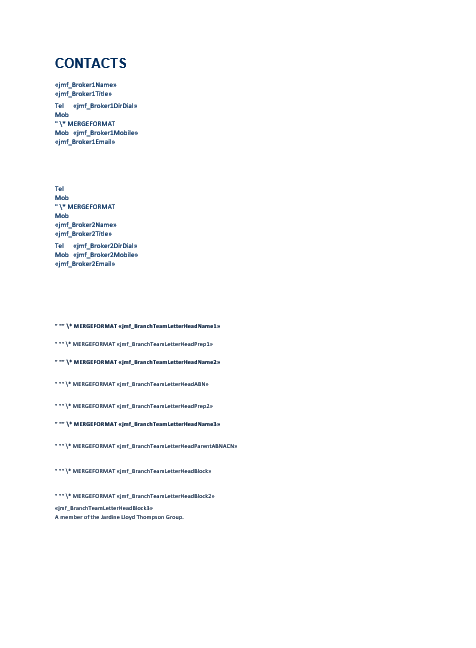 CONTACTS
«jmf_Broker1Name»
«jmf_Broker1Title»
Tel «jmf_Broker1DirDial»
Mob
" \* MERGEFORMAT
Mob «jmf_Broker1Mobile»
«jmf_Broker1Email»
Tel
Mob
" \* MERGEFORMAT
Mob
«jmf_Broker2Name»
«jmf_Broker2Title»
Tel «jmf_Broker2DirDial»
Mob «jmf_Broker2Mobile»
«jmf_Broker2Email»
" "" \* MERGEFORMAT «jmf_BranchTeamLetterHeadName1»
" "" \* MERGEFORMAT «jmf_BranchTeamLetterHeadPrep1»
" "" \* MERGEFORMAT «jmf_BranchTeamLetterHeadName2»
" "" \* MERGEFORMAT «jmf_BranchTeamLetterHeadABN»
" "" \* MERGEFORMAT «jmf_BranchTeamLetterHeadPrep2»
" "" \* MERGEFORMAT «jmf_BranchTeamLetterHeadName3»
" "" \* MERGEFORMAT «jmf_BranchTeamLetterHeadParentABNACN»
" "" \* MERGEFORMAT «jmf_BranchTeamLetterHeadBlock»
" "" \* MERGEFORMAT «jmf_BranchTeamLetterHeadBlock2»
«jmf_BranchTeamLetterHeadBlock3»
A member of the Jardine Lloyd Thompson Group.